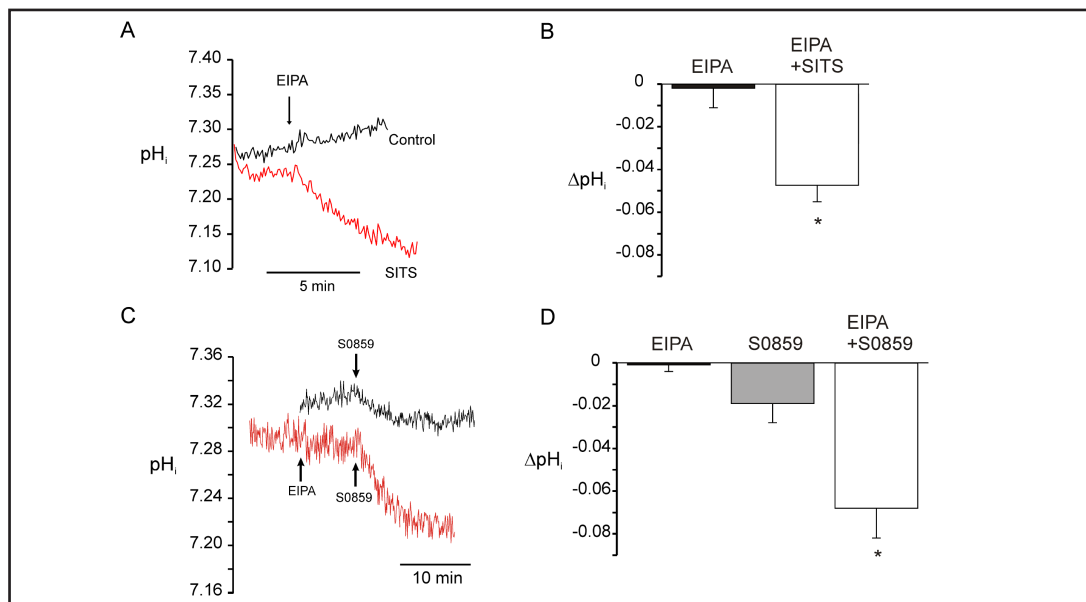 A
7.40
7.35
7.30
7.25
7.20
7.15
7.10
pHi
EIPA
Control
SITS
5 min
B
EIPA
EIPA
+SITS
0
-0.02
-0.04
-0.06
-0.08
ΔpHi
*
C
7.36
7.32
7.28
7.24
7.20
7.16
pHi
S0859
EIPA
S0859
10 min
D
EIPA
S0859
EIPA
+S0859
0
-0.02
-0.04
-0.06
-0.08
ΔpHi
*